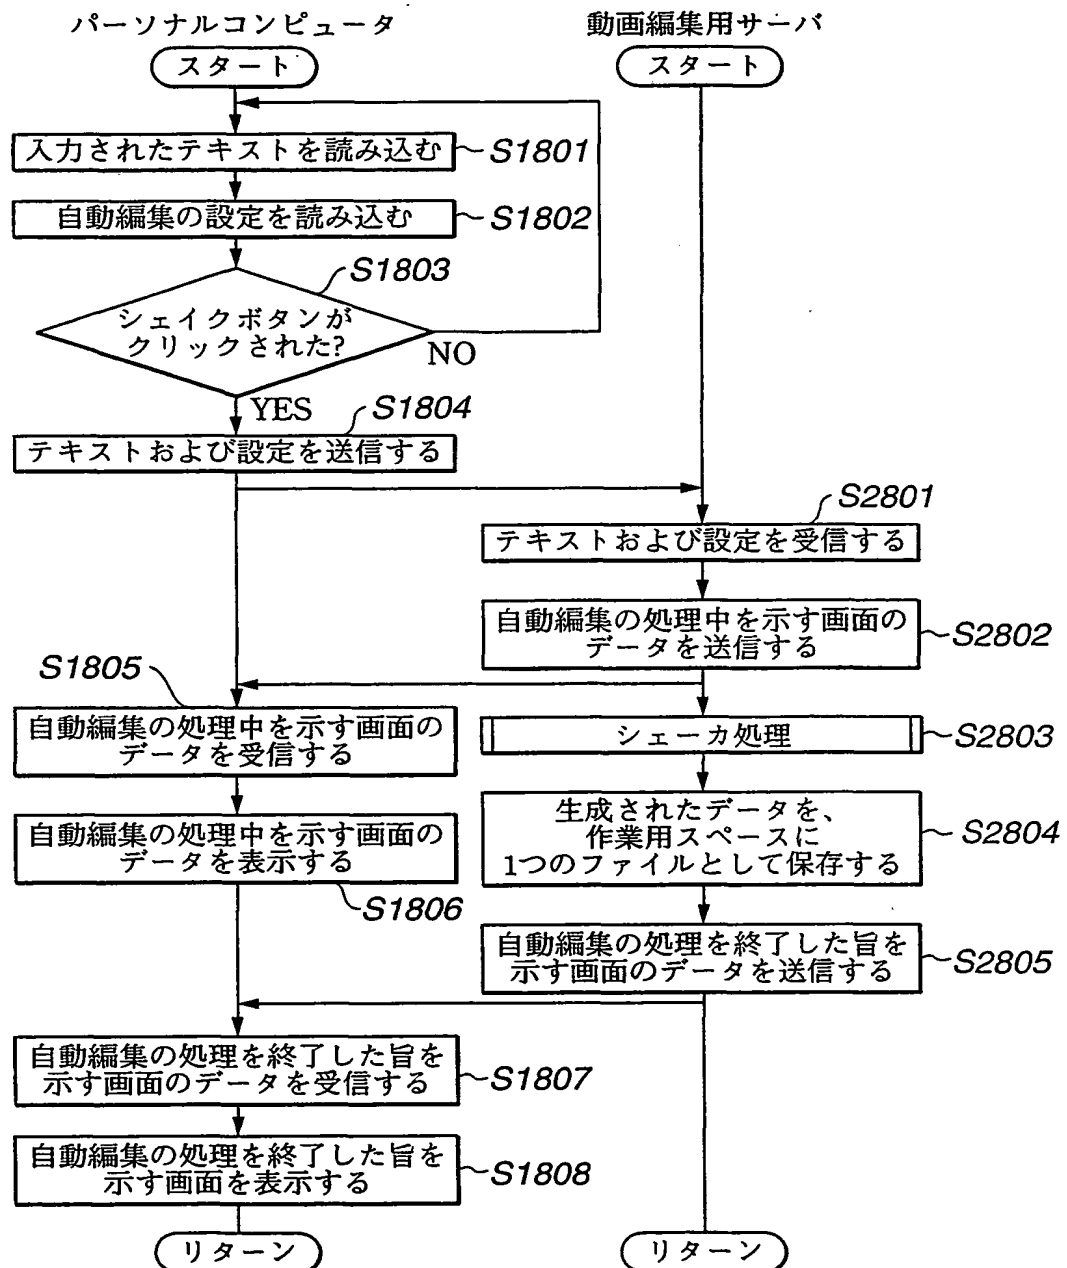 パーソナルコンピュータ
動画編集用サーバ
スタート
スタート
入力されたテキストを読み込む
S1801
自動編集の設定を読み込む
S1802
S1803
シェイクボタンが
クリックされた?
NO
YES
S1804
テキストおよび設定を送信する
S2801
テキストおよび設定を受信する
自動編集の処理中を示す画面の
データを送信する
S2802
S1805
自動編集の処理中を示す画面の
データを受信する
シェーカ処理
S2803
自動編集の処理中を示す画面の
データを表示する
S1806
生成されたデータを、
作業用スペースに
1つのファイルとして保存する
S2804
自動編集の処理を終了した旨を
示す画面のデータを送信する
S2805
自動編集の処理を終了した旨を
示す画面のデータを受信する
S1807
自動編集の処理を終了した旨を
示す画面を表示する
S1808
リターン
リターン